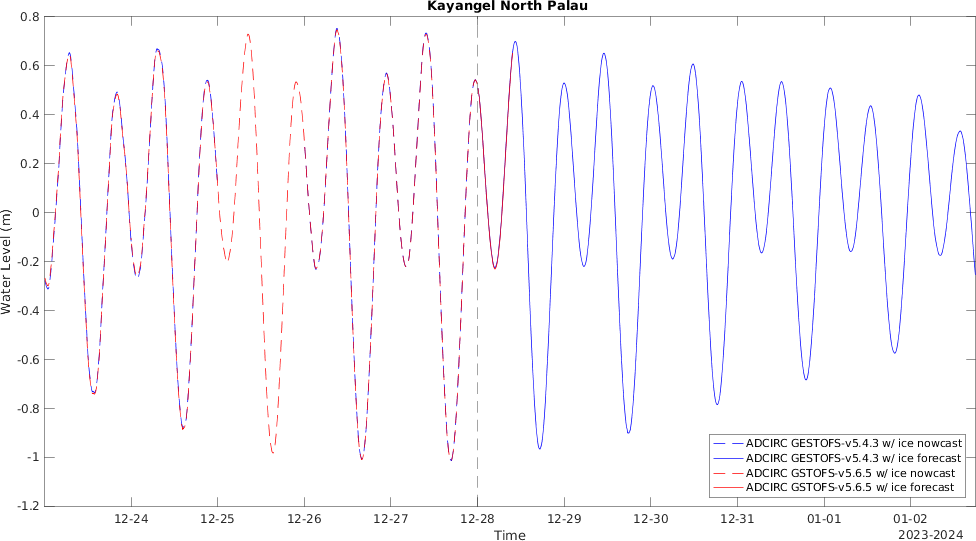 Kayangel North Palau
0.8
0.6
0.4
0.2
0
-0.2
-0.4
-0.6
-0.8
-1
-1.2
Water Level (m)
ADCIRC GESTOFS-v5.4.3 w/ ice nowcast
ADCIRC GESTOFS-v5.4.3 w/ ice forecast
ADCIRC GSTOFS-v5.6.5 w/ ice nowcast
ADCIRC GSTOFS-v5.6.5 w/ ice forecast
12-24 12-25 12-26 12-27 12-28 12-29 12-30 12-31 01-01 01-02
Time
2023-2024